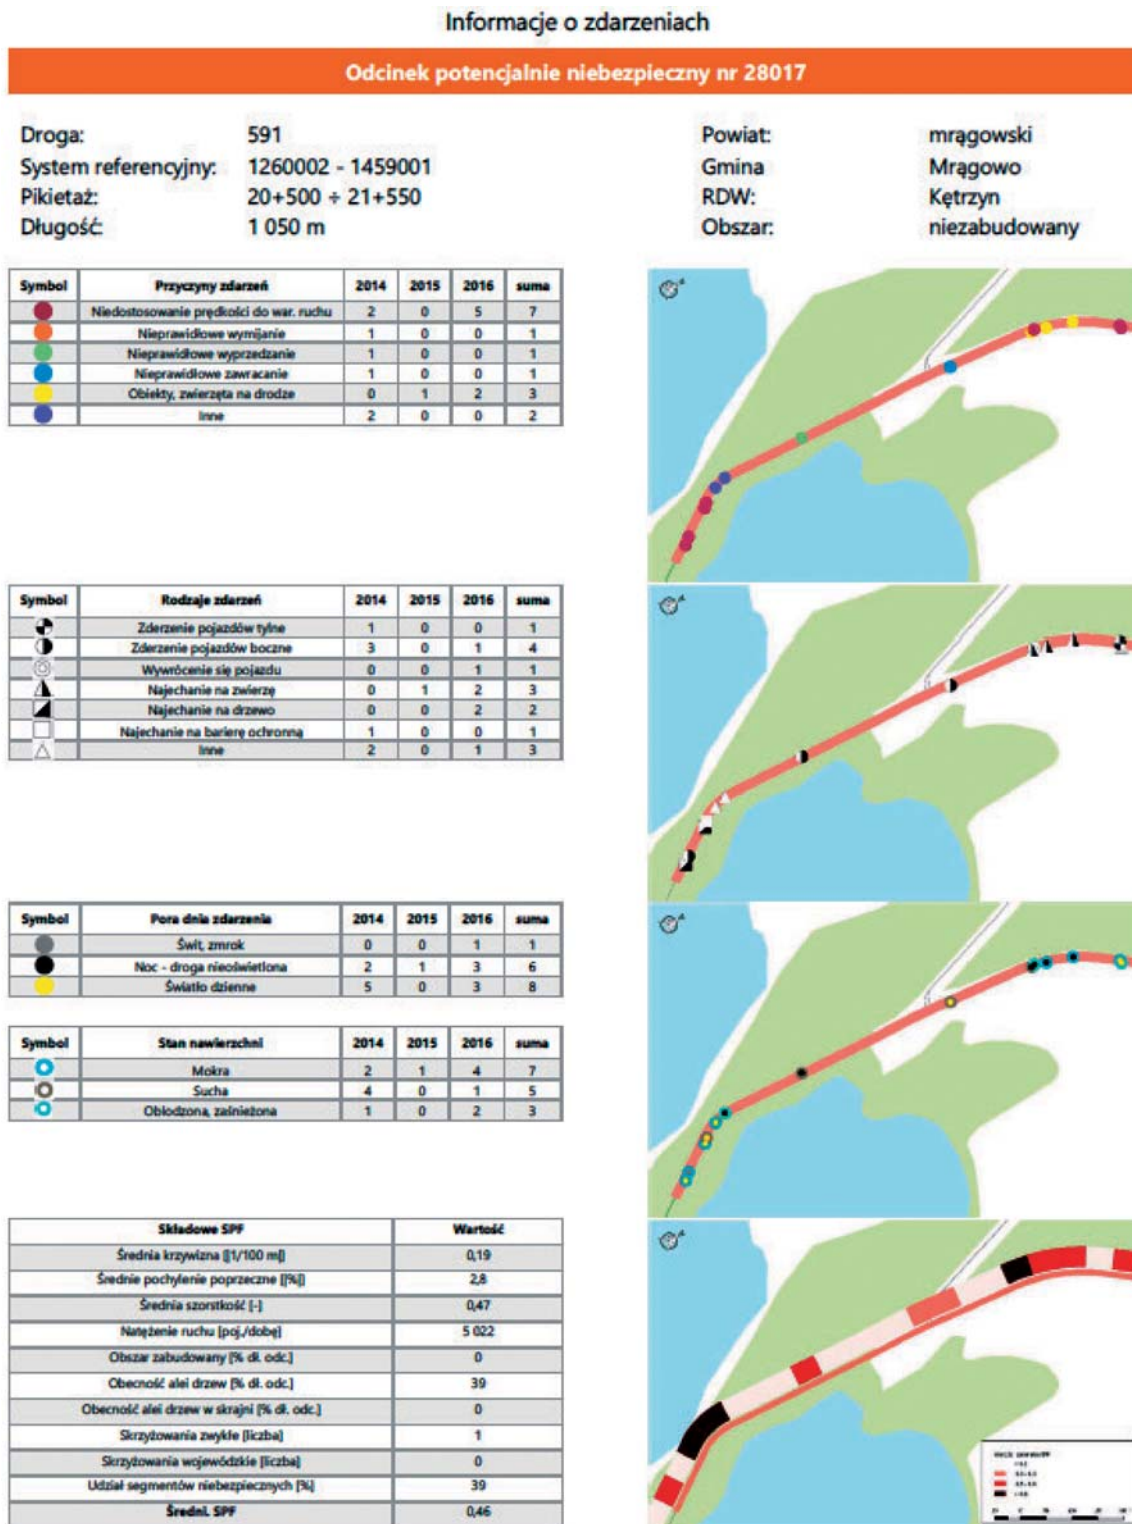 Informacje o zdarzeniach
Odcinek potencjalnie niebezpieczny nr 28017
Droga: 591 Powiat: mrągowski
System referencyjny: 1260002 - 1459001 Gmina Mrągowo
Pikietaż: 20+500 ÷ 21+550 RDW: Kętrzyn
Długość: 1 050 m Obszar: niezabudowany
Symbol Przyczyny zdarzeń 2014 2015 2016 suma
Niedostosowanie prędkości do war. ruchu 2 0 5 7
Nieprawidłowe wymijanie 1 0 0 1
Nieprawidłowe wyprzedzanie 1 0 0 1
Nieprawidłowe zawracanie 1 0 0 1
Obiekty, zwierzęta na drodze 0 1 2 3
Inne 2 0 0 2
Symbol Rodzaje zdarzeń 2014 2015 2016 suma
Zderzenie pojazdów tylne 1 0 0 1
Zderzenie pojazdów boczne 3 0 1 4
Wywrócenie się pojazdu 0 0 1 1
Najechanie na zwierzę 0 1 2 3
Najechanie na drzewo 0 0 2 2
Najechanie na barierę ochronną 1 0 0 1
Inne 2 0 1 3
Symbol Pora dnia zdarzenia 2014 2015 2016 suma
Świt, zmrok 0 0 1 1
Noc - droga nieoświetlona 2 1 3 6
Światło dzienne 5 0 3 8
Symbol Stan nawierzchni 2014 2015 2016 suma
Mokra 2 1 4 7
Sucha 4 0 1 5
Oblodzona, zaśnieżona 1 0 2 3
Składowe SPF Wartość
Średnia krzywizna [[1/100 m]] 0,19
Średnie pochylenie poprzeczne [[%]] 2,8
Średnia szorstkość [-] 0,47
Natężenie ruchu [poj./dobę] 5 022
Obszar zabudowany [% dł. odc.] 0
Obecność alei drzew [% dł. odc.] 39
Obecność alei drzew w skrajni [% dł. odc.] 0
Skrzyżowania zwykłe [liczba] 1
Skrzyżowania wojewódzkie [liczba] 0
Udział segmentów niebezpiecznych [%] 39
Średni. SPF 0,46